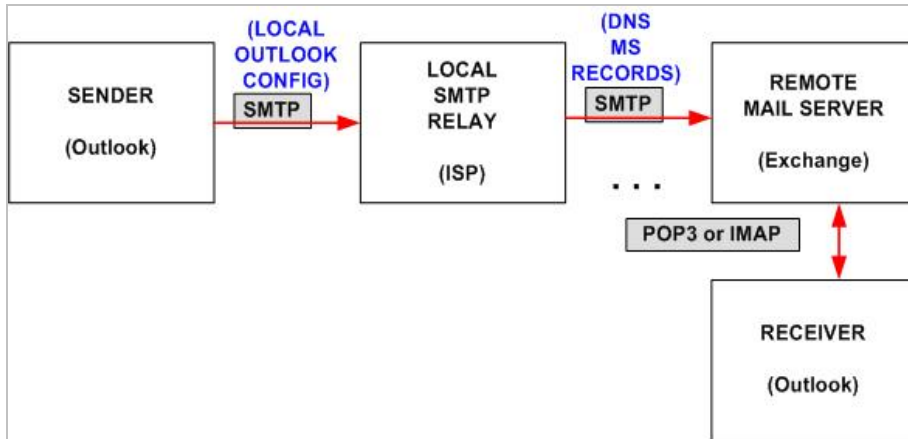 SENDER
(Outlook)
(LOCAL
OUTLOOK
CONFIG)
SMTP
LOCAL
SMTP
RELAY
(ISP)
(DNS
MS
RECORDS)
SMTP
. . .
REMOTE
MAIL SERVER
(Exchange)
POP3 or IMAP
RECEIVER
(Outlook)